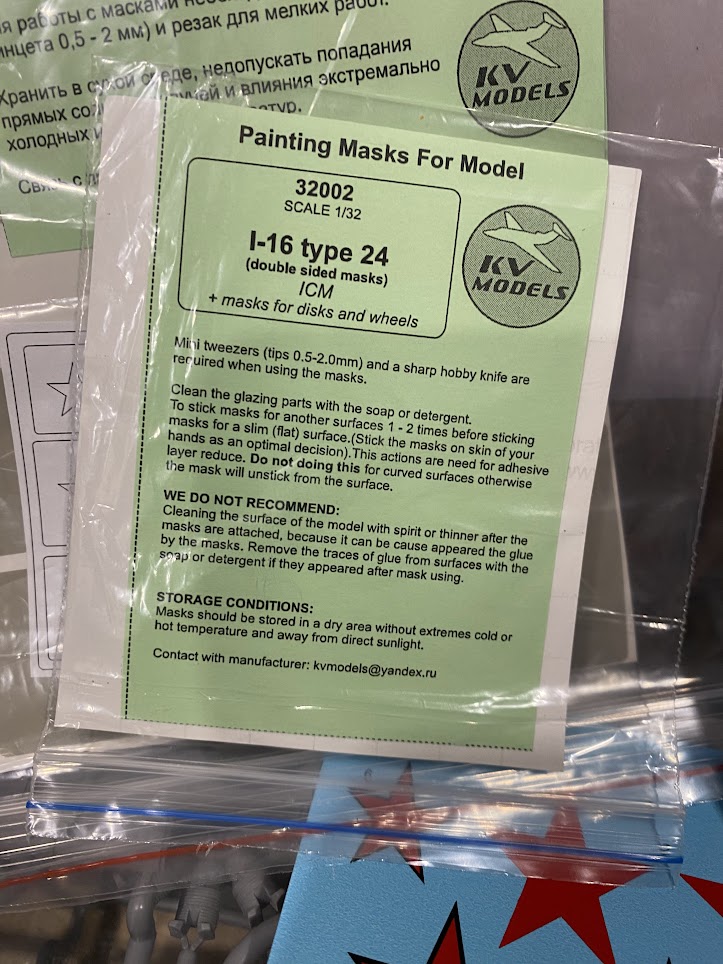 я работы с масками
инцета 0,5 - 2 мм) и резак для мелких работ.
Хранить в сухой среде, недопускать попадания
прямых со и влияния экстремально
холодных и
KV
MODELS
Painting Masks For Model
32002
SCALE 1/32
I-16 type 24
(double sided masks)
ICM
+ masks for disks and wheels
KV
MODELS
Mini tweezers (tips 0.5-2.0mm) and a sharp hobby knife are
required when using the masks.
Clean the glazing parts with the soap or detergent.
To stick masks for another surfaces 1 - 2 times before sticking
masks for a slim (flat) surface.(Stick the masks on skin of your
hands as an optimal decision).This actions are need for adhesive
layer reduce. Do not doing this for curved surfaces otherwise
the mask will unstick from the surface.
WE DO NOT RECOMMEND:
Cleaning the surface of the model with spirit or thinner after the
masks are attached, because it can be cause appeared the glue
by the masks. Remove the traces of glue from surfaces with the
soap or detergent if they appeared after mask using.
STORAGE CONDITIONS:
Masks should be stored in a dry area without extremes cold or
hot temperature and away from direct sunlight.
Contact with manufacturer: kvmodels@yandex.ru